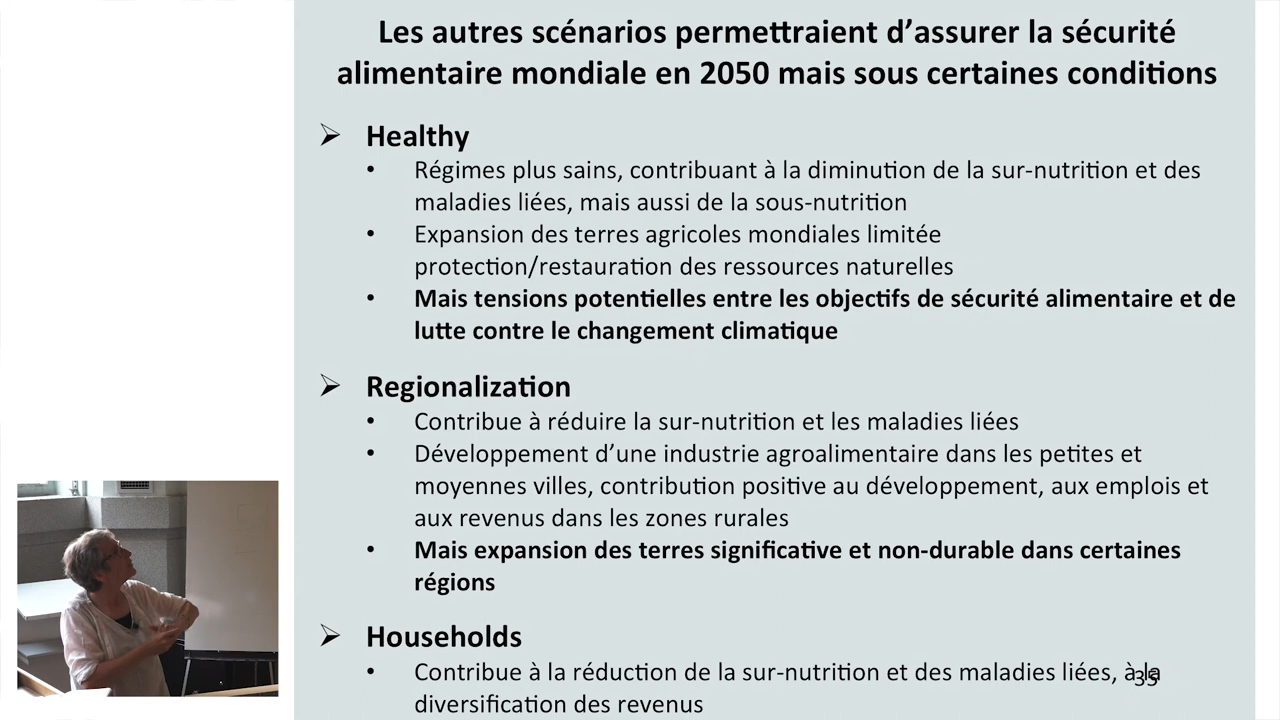 Les autres scénarios permettraient d’assurer la sécurité
alimentaire mondiale en 2050 mais sous certaines conditions
➢ Healthy
• Régimes plus sains, contribuant à la diminution de la sur-nutrition et des
maladies liées, mais aussi de la sous-nutrition
• Expansion des terres agricoles mondiales limitée
protection/restauration des ressources naturelles
• Mais tensions potentielles entre les objectifs de sécurité alimentaire et de
lutte contre le changement climatique
➢ Regionalization
• Contribue à réduire la sur-nutrition et les maladies liées
• Développement d’une industrie agroalimentaire dans les petites et
moyennes villes, contribution positive au développement, aux emplois et
aux revenus dans les zones rurales
• Mais expansion des terres significative et non-durable dans certaines
régions
➢ Households
• Contribue à la réduction de la sur-nutrition et des maladies liées, à la
diversification des revenus
35